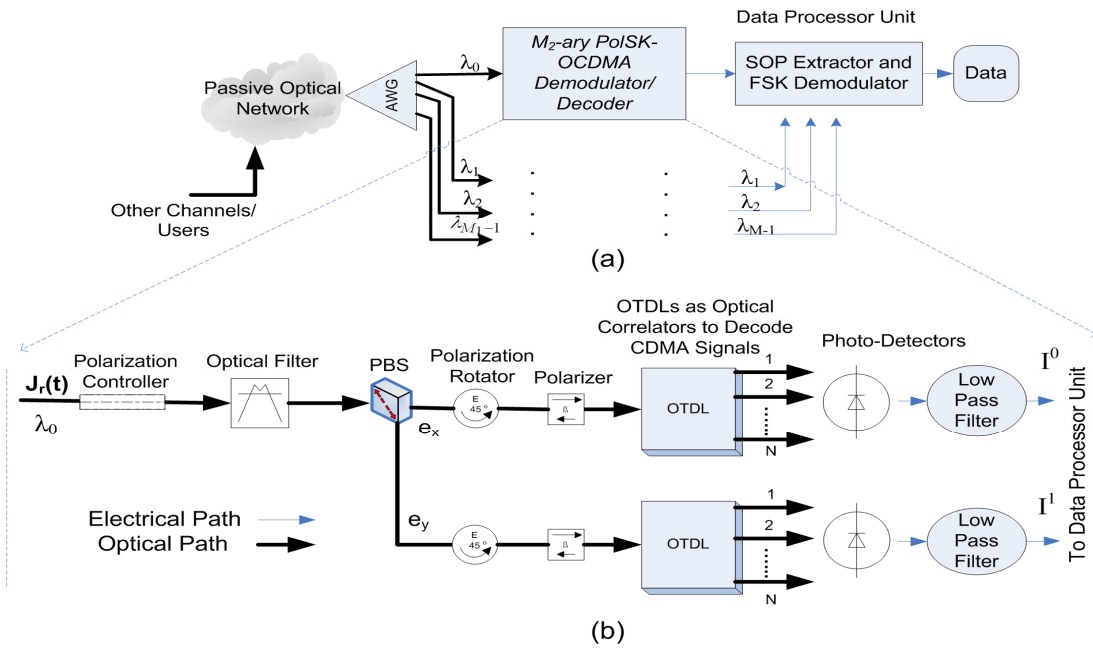 Data Processor Unit
Passive Optical
Network
AWG
λ0
M2-ary PolSK-
OCDMA
Demodulator/
Decoder
SOP Extractor and
FSK Demodulator
Data
Other Channels/
Users
λ1
λ2
λM1−1
λ1
λ2
λM-1
(a)
Jr(t)
λ0
Polarization
Controller
Optical Filter
PBS
ex
ey
Polarization
Rotator
E
45°
Polarizer
ß
OTDLs as Optical
Correlators to Decode
CDMA Signals
OTDL
1
2
N
Photo-Detectors
Low
Pass
Filter
I0
E
45°
ß
OTDL
1
2
N
Low
Pass
Filter
I1
To Data Processor Unit
Electrical Path
Optical Path
(b)